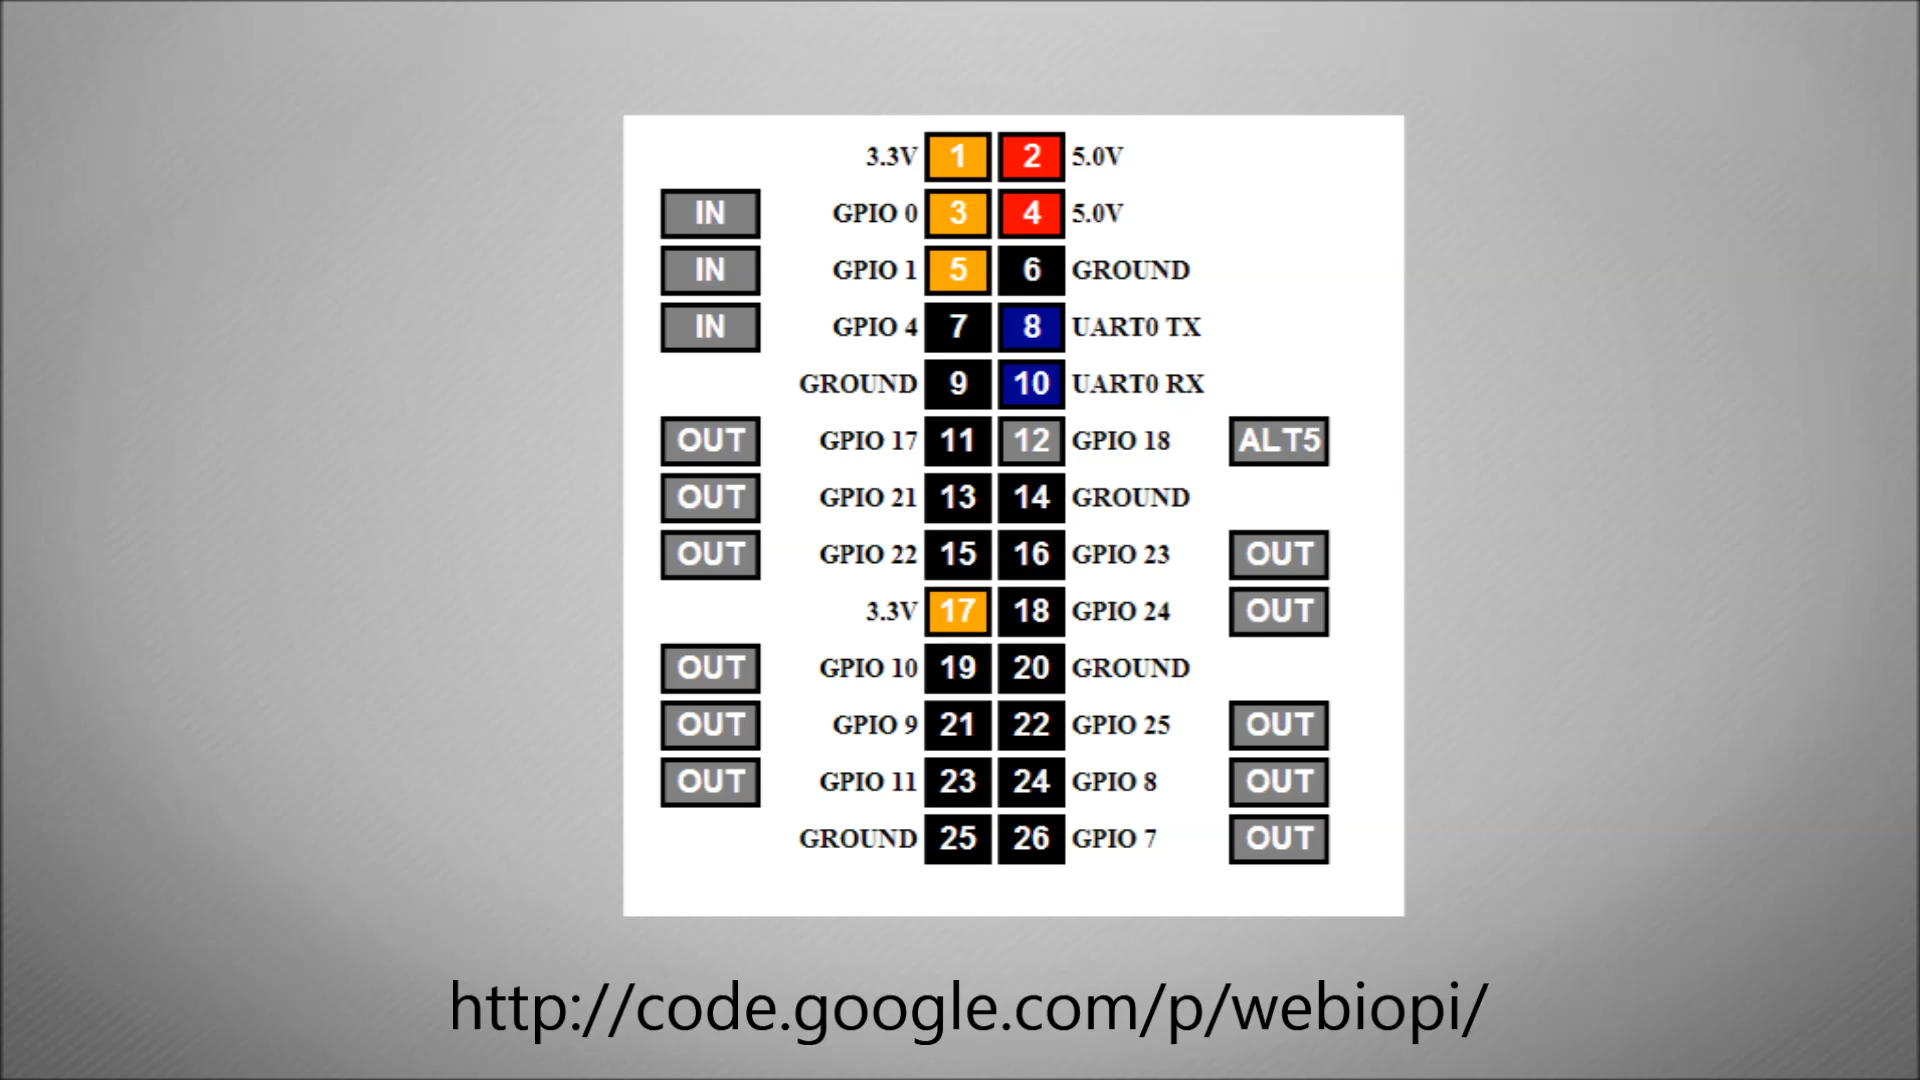 3.3V 1 2 5.0V
IN GPIO 0 3 4 5.0V
IN GPIO 1 5 6 GROUND
IN GPIO 4 7 8 UART0 TX
GROUND 9 10 UART0 RX
OUT GPIO 17 11 12 GPIO 18 ALT5
OUT GPIO 21 13 14 GROUND
OUT GPIO 22 15 16 GPIO 23 OUT
3.3V 17 18 GPIO 24 OUT
OUT GPIO 10 19 20 GROUND
OUT GPIO 9 21 22 GPIO 25 OUT
OUT GPIO 11 23 24 GPIO 8 OUT
GROUND 25 26 GPIO 7 OUT
http://code.google.com/p/webiopi/